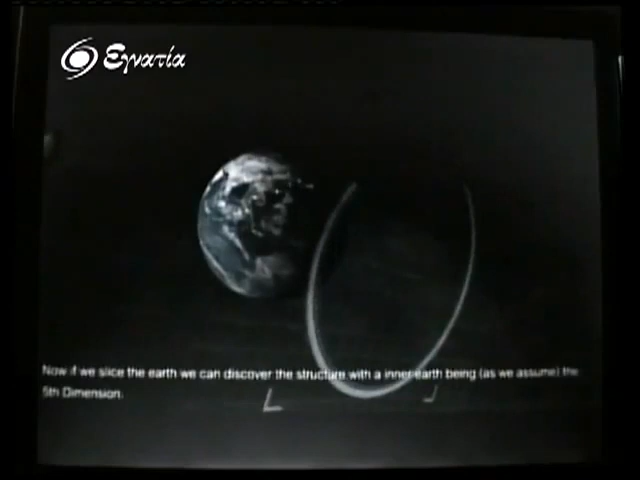 Εγνατία
Now if we slice the earth we can discover the structure with a inner earth being (as we assume) the
5th Dimension.